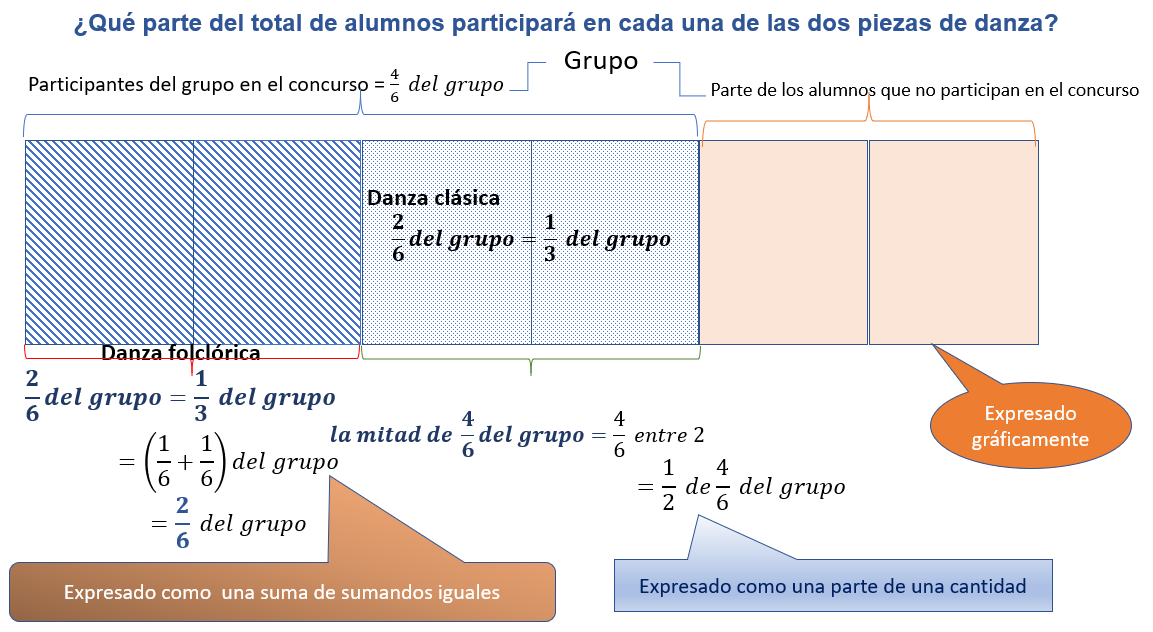 ¿Qué parte del total de alumnos participará en cada una de las dos piezas de danza?
Grupo
Participantes del grupo en el concurso = 4/6 del grupo
Parte de los alumnos que no participan en el concurso
Danza clásica
2/6 del grupo = 1/3 del grupo
Danza folclórica
2/6 del grupo = 1/3 del grupo
= (1/6 + 1/6) del grupo
= 2/6 del grupo
la mitad de 4/6 del grupo = 4/6 entre 2
= 1/2 de 4/6 del grupo
Expresado
gráficamente
Expresado como una suma de sumandos iguales
Expresado como una parte de una cantidad